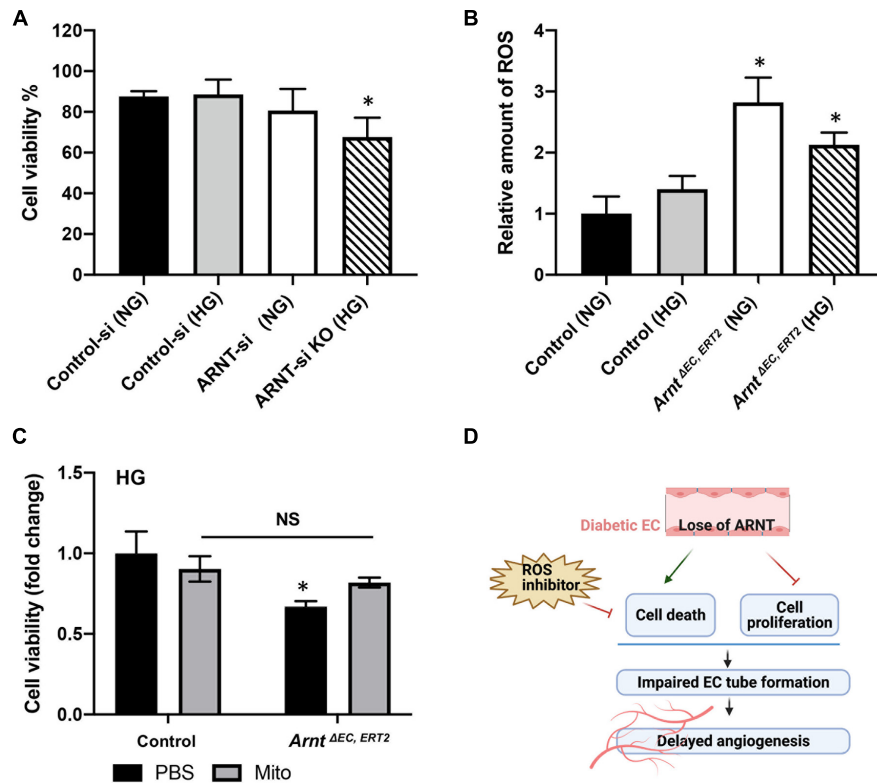 A
Cell viability %
120
100
80
60
40
20
0
*
Control-si (NG)
Control-si (HG)
ARNT-si (NG)
ARNT-si KO (HG)
B
Relative amount of ROS
4
3
2
1
0
*
*
Control (NG)
Control (HG)
Arnt ΔEC, ERT2 (NG)
Arnt ΔEC, ERT2 (HG)
C
Cell viability (fold change)
1.5
1.0
0.5
0.0
HG
NS
*
Control
Arnt ΔEC, ERT2
PBS
Mito
D
Diabetic EC
Lose of ARNT
ROS
inhibitor
Cell death
Cell
proliferation
Impaired EC tube formation
Delayed angiogenesis